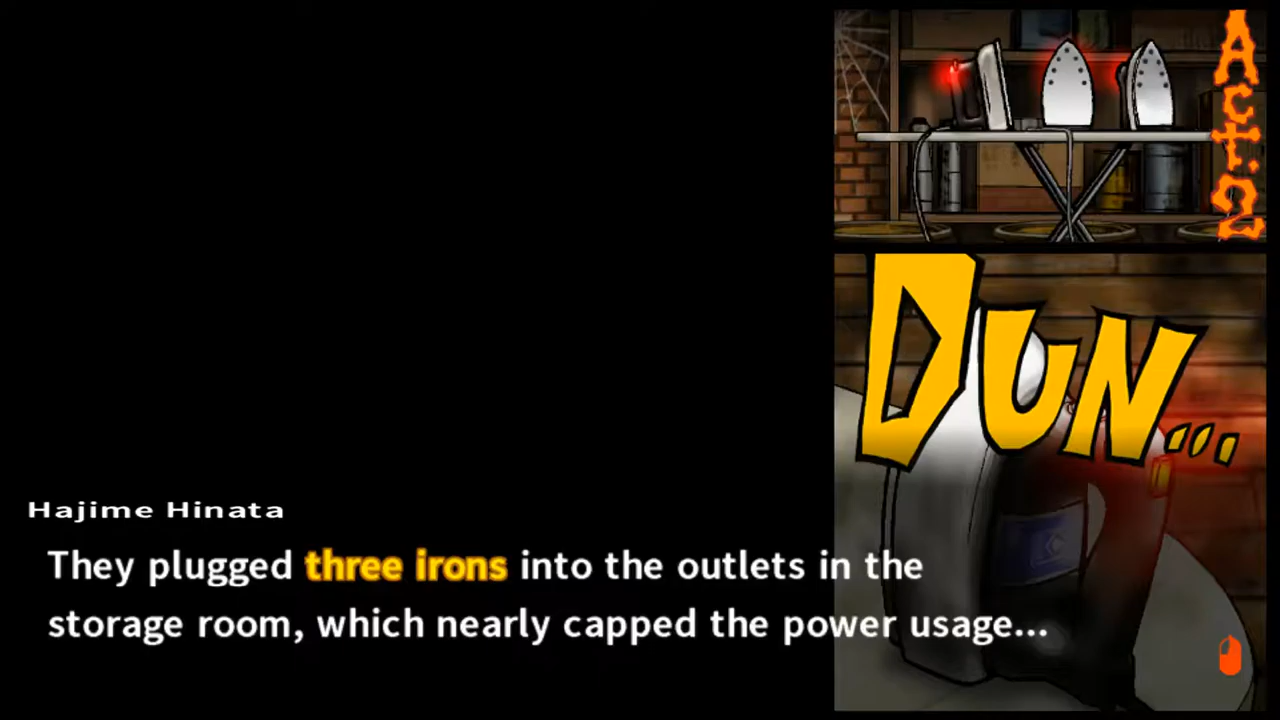 Act.2
DUN...
Hajime Hinata
They plugged three irons into the outlets in the
storage room, which nearly capped the power usage...